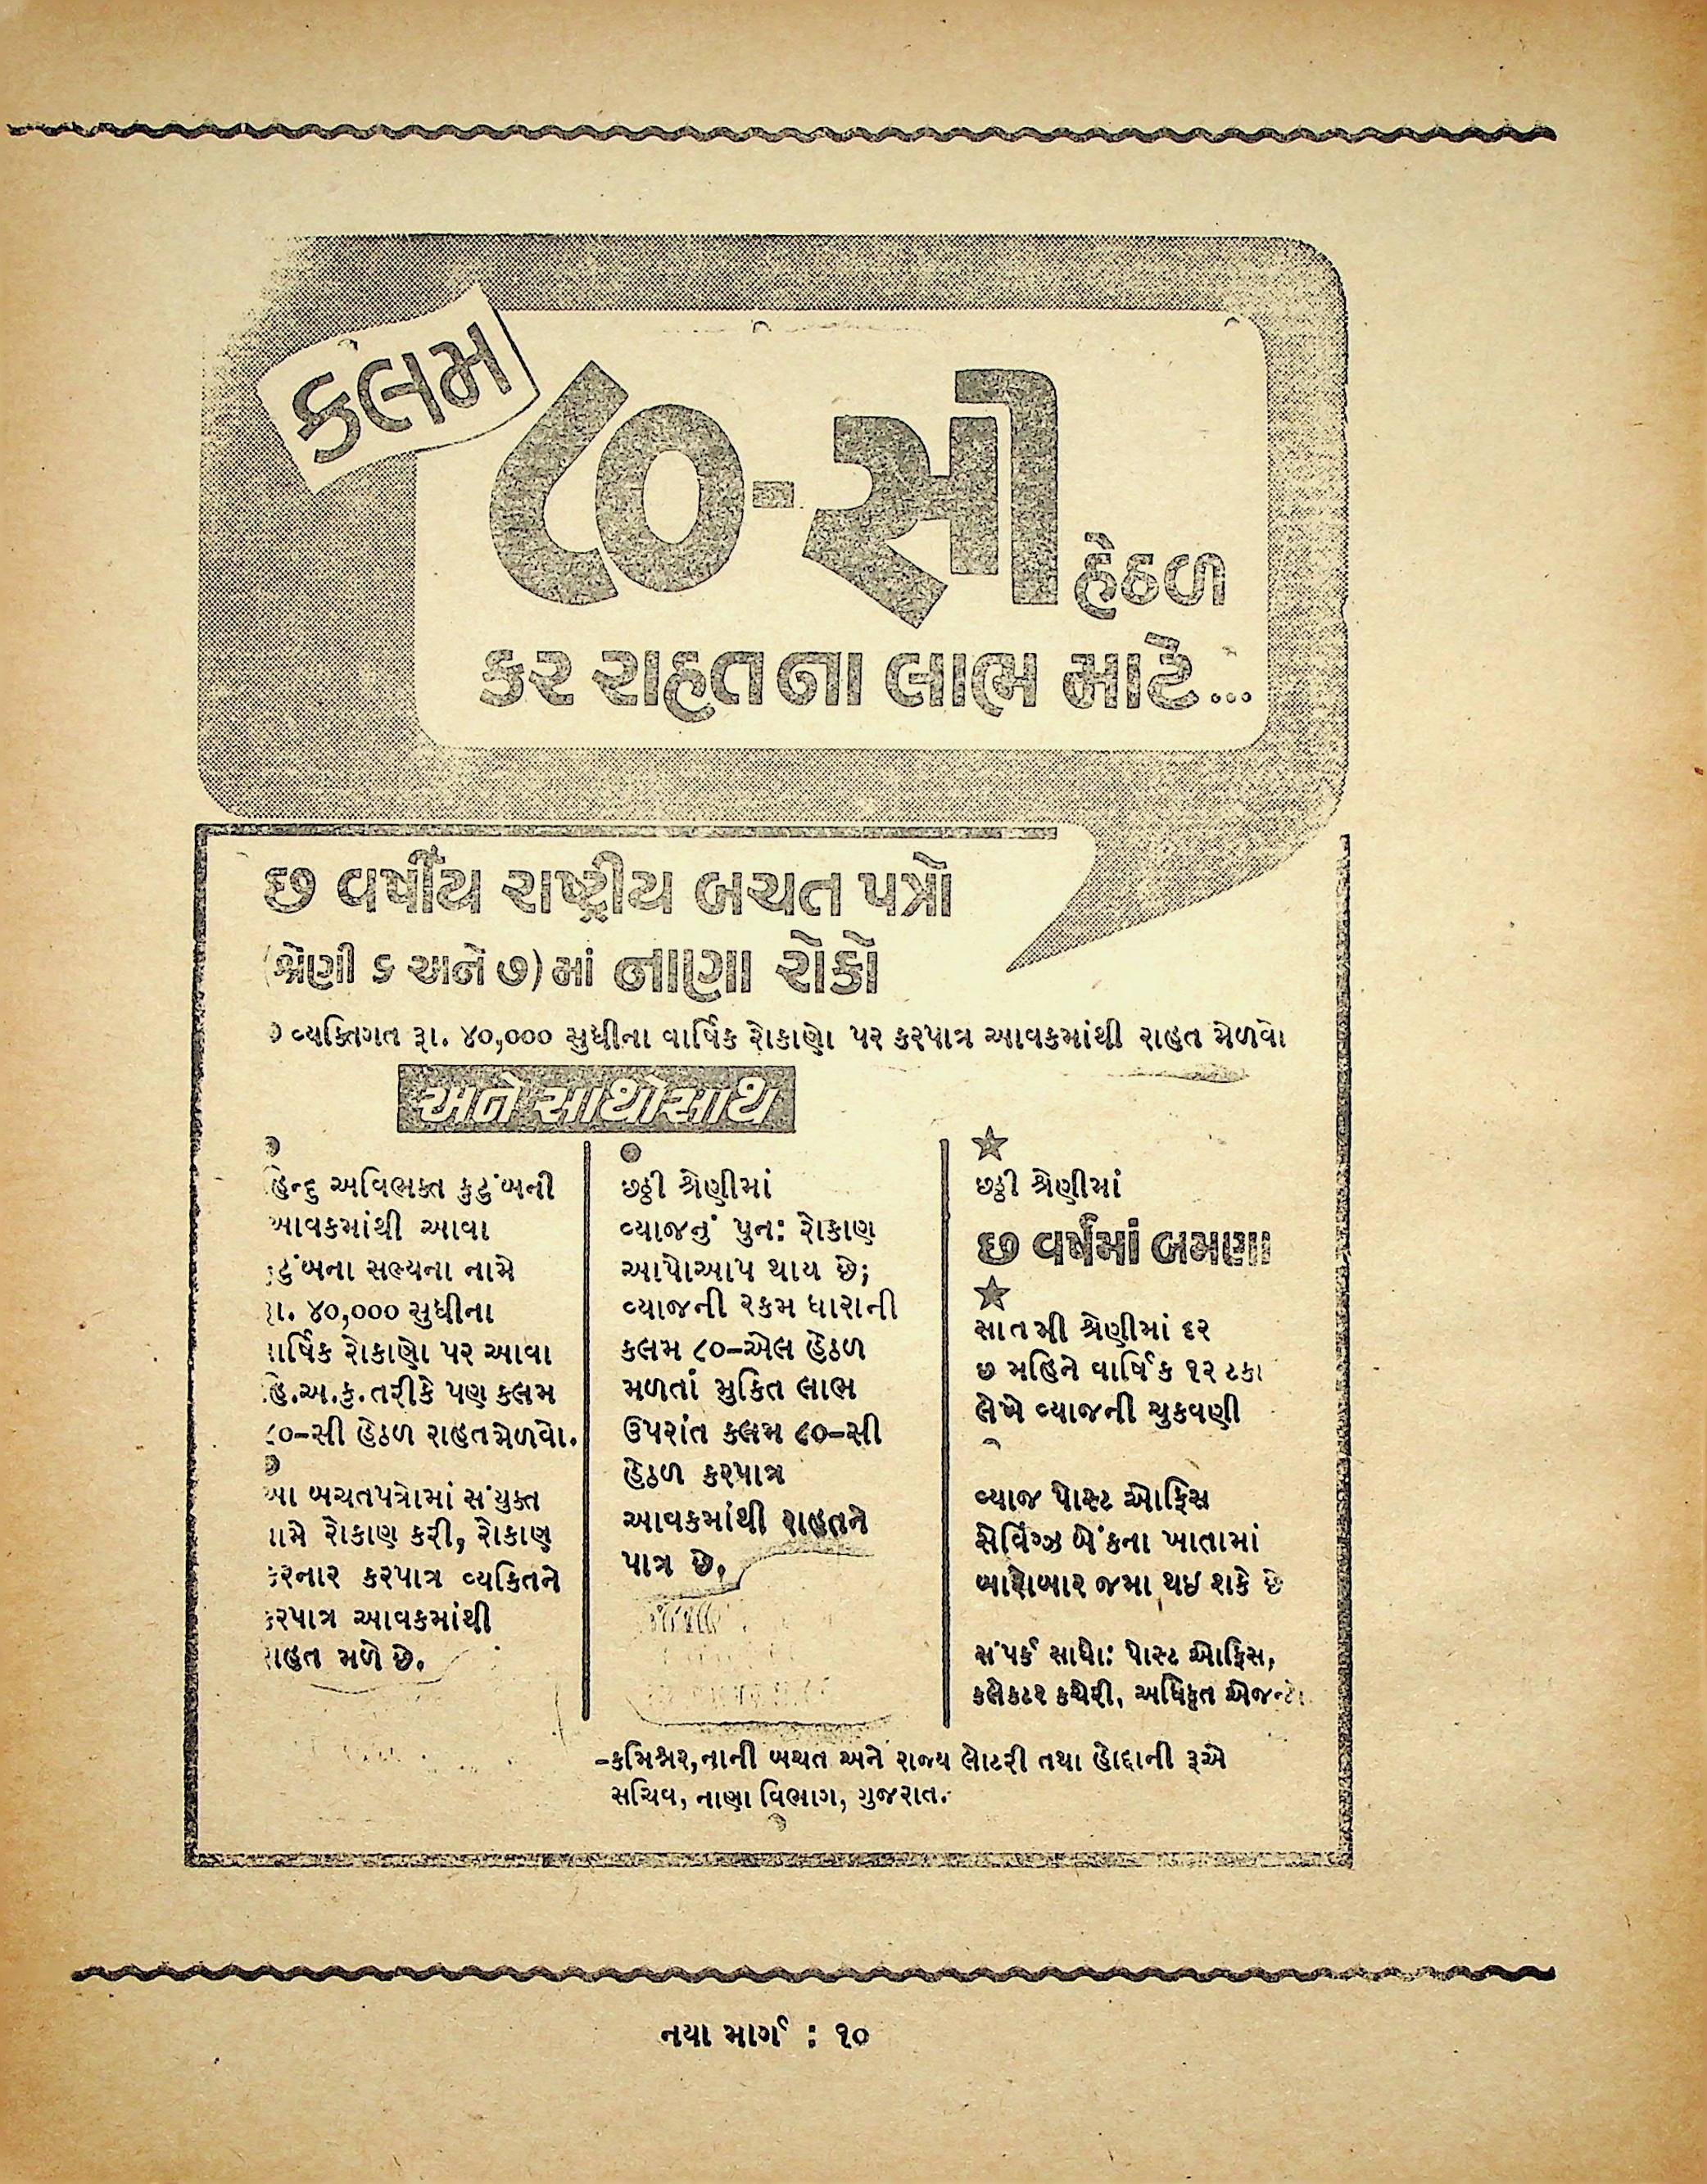 કલમ
૮૦-સી હેઠળ
કર રાહતના લાભ માટે...
છ વર્ષીય રાષ્ટ્રીય બચત પત્રો
(શ્રેણી ૬ અને ૭)માં નાણા રોકો
વ્યક્તિગત રૂા. ૪૦,૦૦૦ સુધીના વાર્ષિક રોકાણો પર કરપાત્ર આવકમાંથી રાહત મેળવો
અને સાથોસાથ
હિન્દુ અવિભક્ત કુટુંબની
આવકમાંથી આવા
કુટુંબના સભ્યના નામે
રૂા. ૪૦,૦૦૦ સુધીના
વાર્ષિક રોકાણો પર આવા
હિ.અ.કુ. તરીકે પણ કલમ
૮૦-સી હેઠળ રાહત મેળવો.
આ બચતપત્રોમાં સંયુક્ત
નામે રોકાણ કરી, રોકાણ
કરનાર કરપાત્ર વ્યકિતને
કરપાત્ર આવકમાંથી
રાહત મળે છે.
છઠ્ઠી શ્રેણીમાં
વ્યાજનું પુન: રોકાણ
આપોઆપ થાય છે;
વ્યાજની રકમ ધારાની
કલમ ૮૦-એલ હેઠળ
મળતાં મુકિત લાભ
ઉપરાંત કલમ ૮૦-સી
હેઠળ કરપાત્ર
આવકમાંથી રાહતને
પાત્ર છે.
★
છઠ્ઠી શ્રેણીમાં
છ વર્ષમાં બમણા
★
સાતમી શ્રેણીમાં દર
છ મહિને વાર્ષિક ૧૨ ટકા
લેખે વ્યાજની ચુકવણી
વ્યાજ પોસ્ટ ઓફિસ
સેવિંગ્ઝ બેંકના ખાતામાં
બારોબાર જમા થઇ શકે છે
સંપર્ક સાધો: પોસ્ટ ઓફિસ,
કલેકટર કચેરી, અધિકૃત એજન્ટો
-કમિશ્નર, નાની બચત અને રાજ્ય લોટરી તથા હોદ્દાની રૂએ
સચિવ, નાણા વિભાગ, ગુજરાત.
નયા માર્ગ : ૧૦